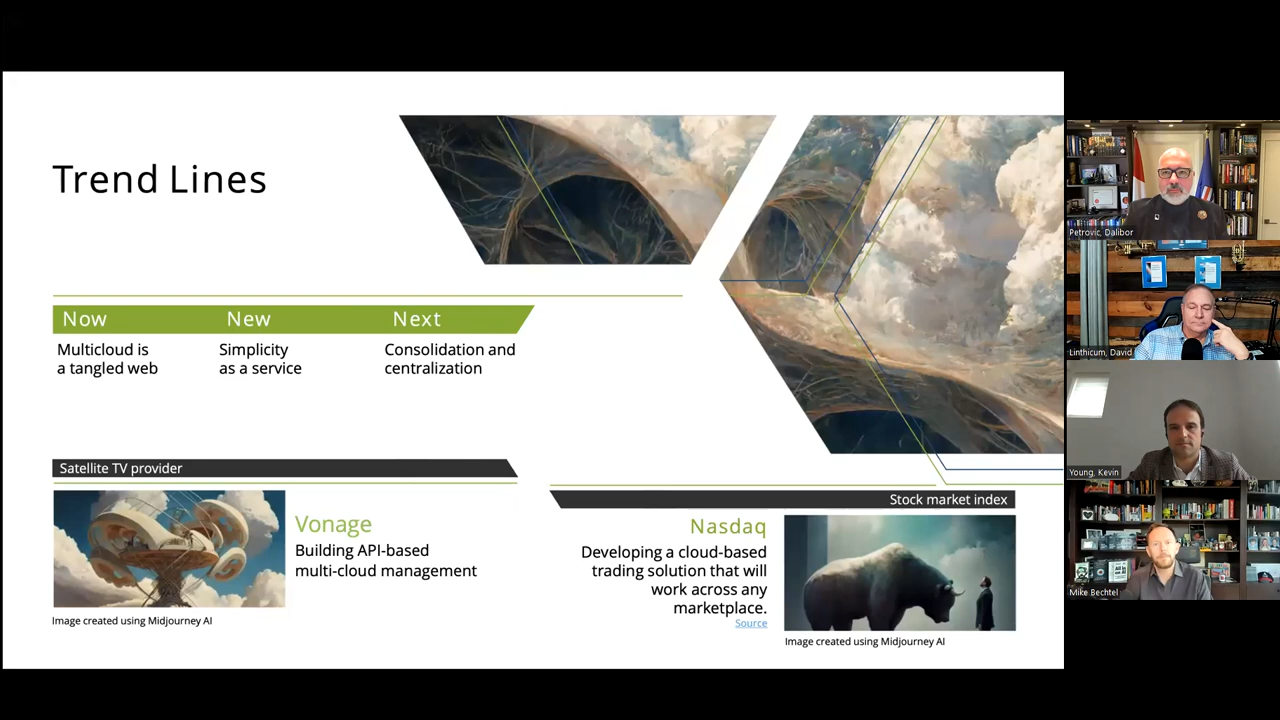 Trend Lines
Now
New
Next
Multicloud is
a tangled web
Simplicity
as a service
Consolidation and
centralization
Satellite TV provider
Vonage
Building API-based
multi-cloud management
Image created using Midjourney AI
Stock market index
Nasdaq
Developing a cloud-based
trading solution that will
work across any
marketplace.
Source
Image created using Midjourney AI
Petrovic, Dalibor
Linthicum, David
Young, Kevin
Mike Bechtel